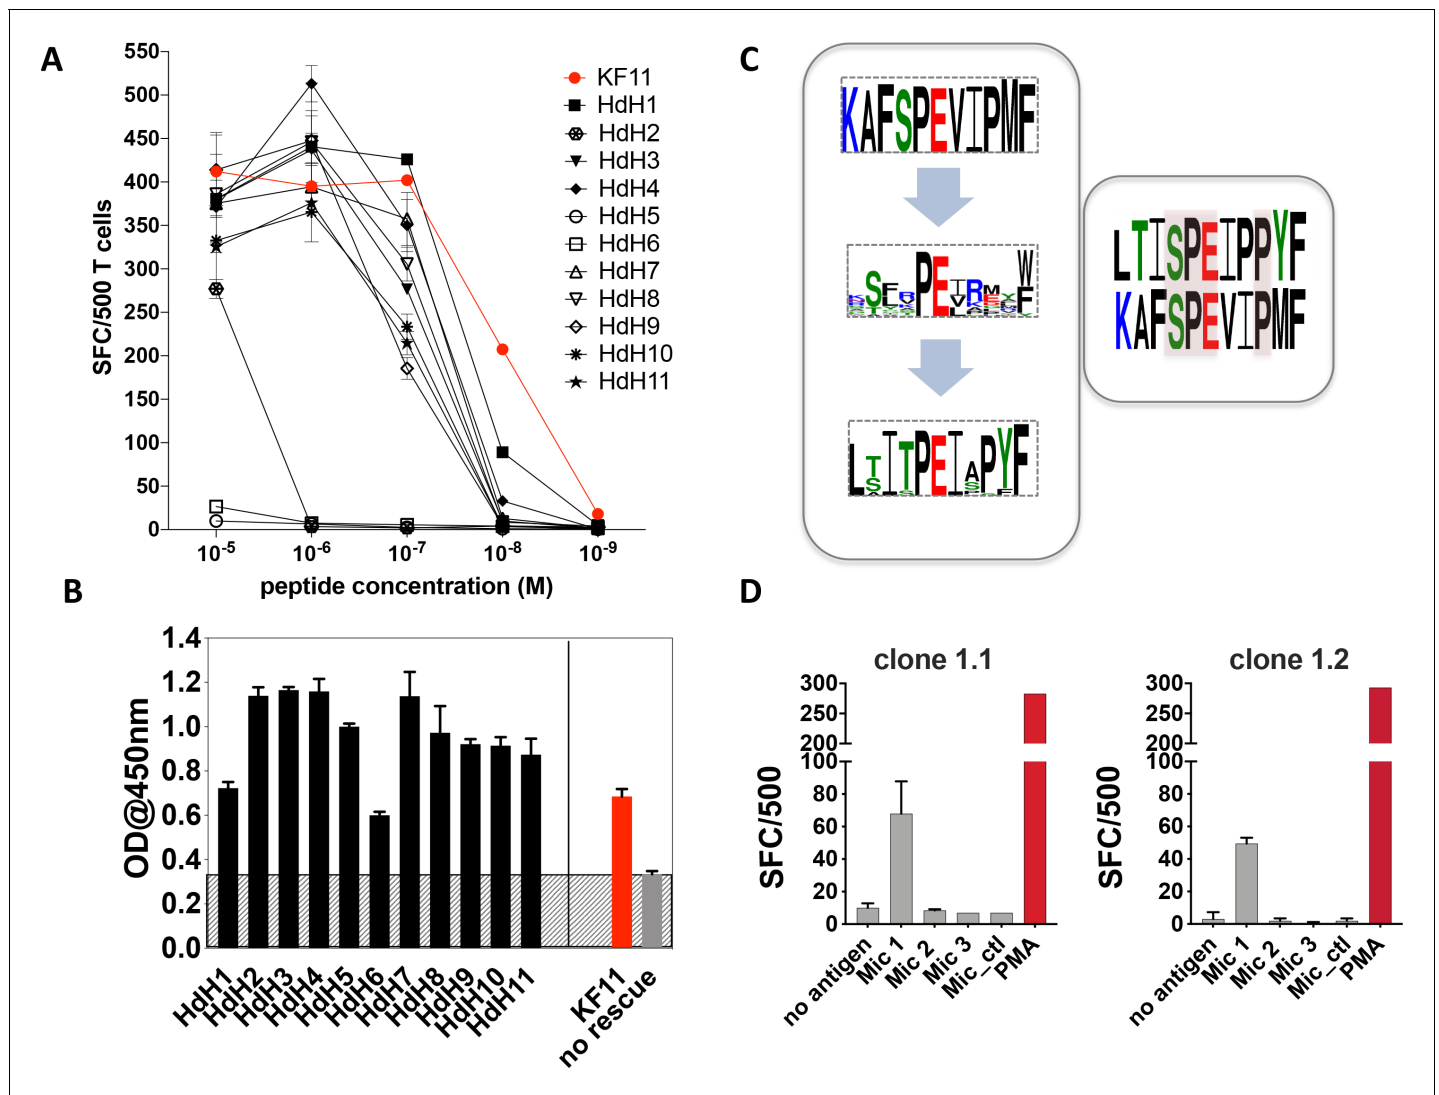 A
550
500
450
400
350
300
250
200
150
100
50
0
SFC/500 T cells
10-5
10-6
10-7
10-8
10-9
peptide concentration (M)
KF11
HdH1
HdH2
HdH3
HdH4
HdH5
HdH6
HdH7
HdH8
HdH9
HdH10
HdH11
B
1.4
1.2
1.0
0.8
0.6
0.4
0.2
0.0
OD@450nm
HdH1
HdH2
HdH3
HdH4
HdH5
HdH6
HdH7
HdH8
HdH9
HdH10
HdH11
KF11
no rescue
C
KAFSPEVIPMF
LTISPEIPPYF
KAFSPEVIPMF
D
clone 1.1
300
250
200
100
80
60
40
20
0
SFC/500
no antigen
Mic 1
Mic 2
Mic 3
Mic_ctl
PMA
clone 1.2
300
250
200
100
80
60
40
20
0
SFC/500
no antigen
Mic 1
Mic 2
Mic 3
Mic_ctl
PMA